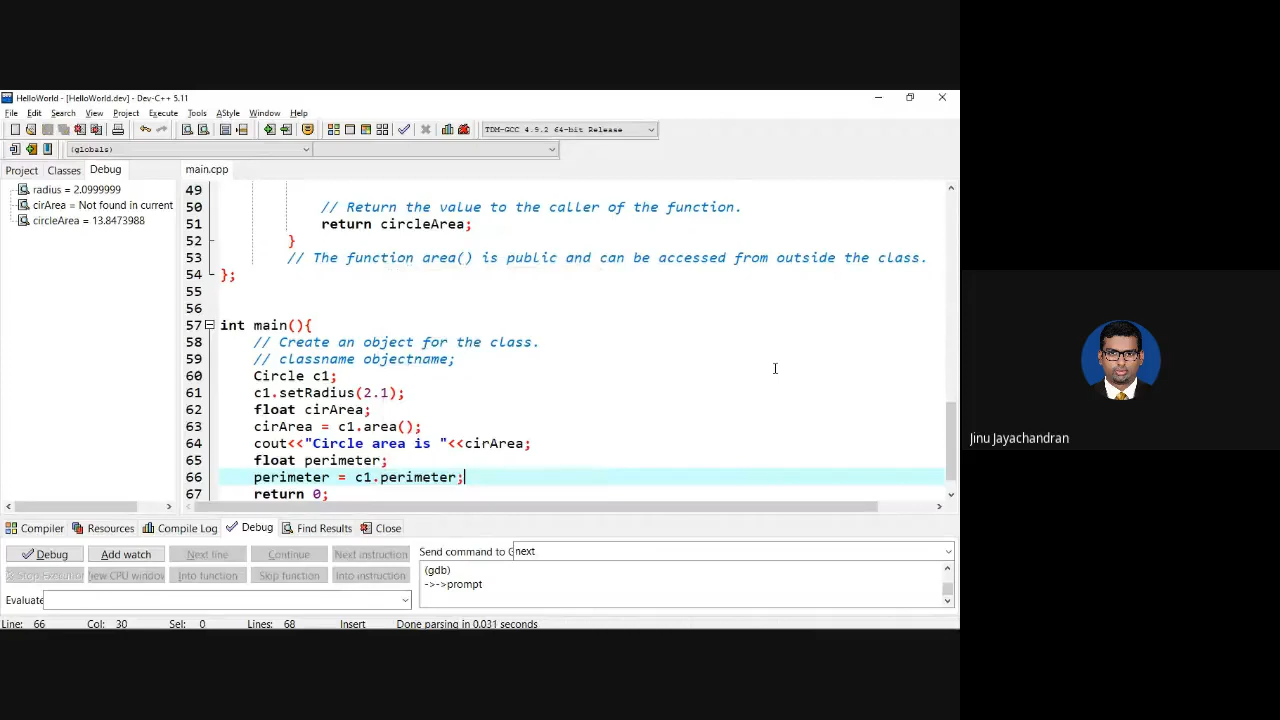 HelloWorld - [HelloWorld.dev] - Dev-C++ 5.11
File Edit Search View Project Execute Tools AStyle Window Help
TDM-GCC 4.9.2 64-bit Release
(globals)
Project Classes Debug main.cpp
radius = 2.0999999
cirArea = Not found in current
circleArea = 13.8473988
49
50 // Return the value to the caller of the function.
51 return circleArea;
52 }
53 // The function area() is public and can be accessed from outside the class.
54 };
55
56
57 int main(){
58 // Create an object for the class.
59 // classname objectname;
60 Circle c1;
61 c1.setRadius(2.1);
62 float cirArea;
63 cirArea = c1.area();
64 cout<<"Circle area is "<<cirArea;
65 float perimeter;
66 perimeter = c1.perimeter;
67 return 0;
Jinu Jayachandran
Compiler Resources Compile Log Debug Find Results Close
Debug Add watch Next line Continue Next instruction
Stop Execution View CPU window Into function Skip function Into instruction
Evaluate
Send command to G next
(gdb)
->->prompt
Line: 66 Col: 30 Sel: 0 Lines: 68 Insert Done parsing in 0.031 seconds